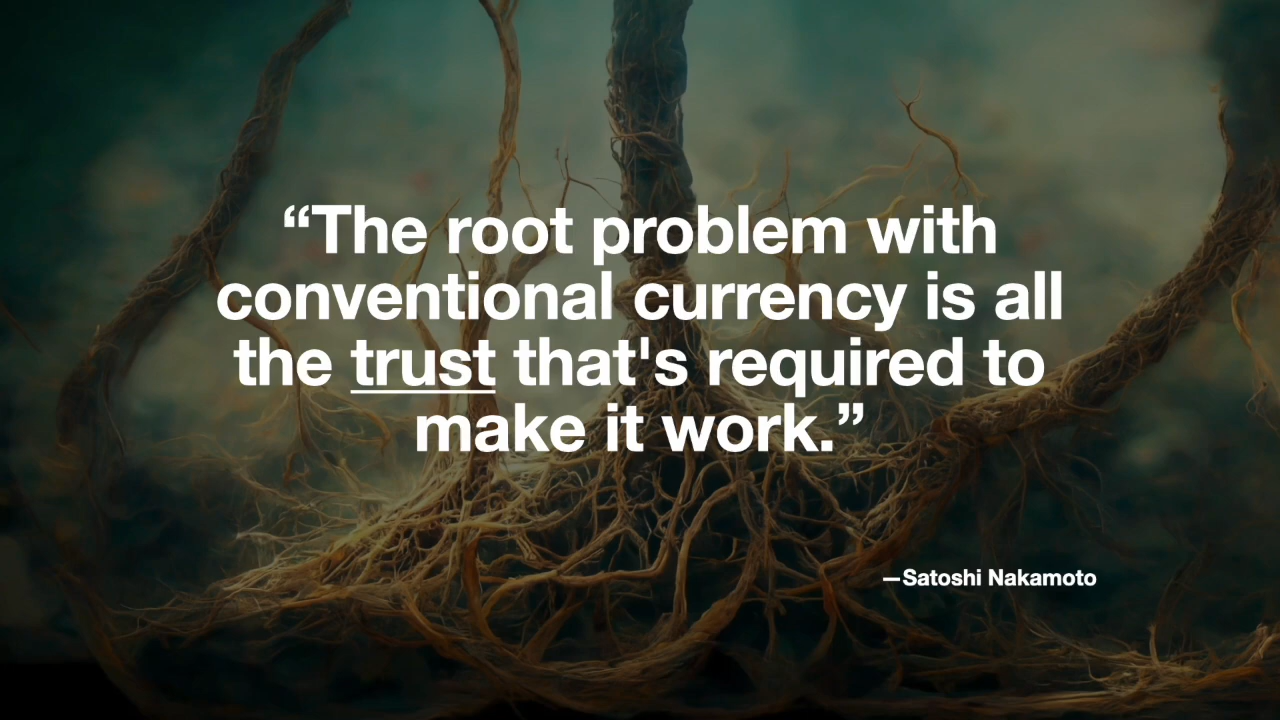 “The root problem with
conventional currency is all
the trust that's required to
make it work.”
—Satoshi Nakamoto